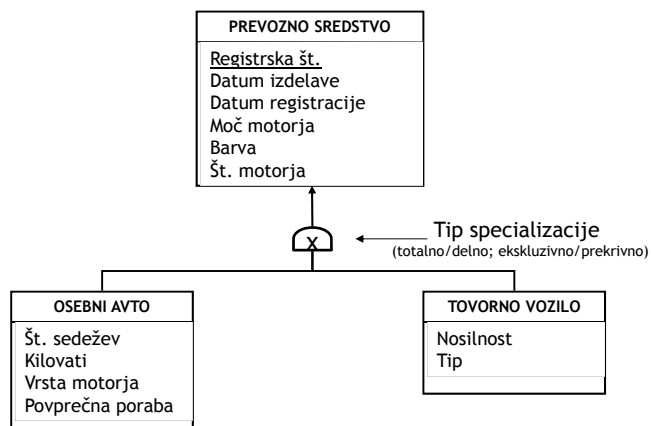 PREVOZNO SREDSTVO
Registrska št.
Datum izdelave
Datum registracije
Moč motorja
Barva
Št. motorja
x
Tip specializacije
(totalno/delno; ekskluzivno/prekrivno)
OSEBNI AVTO
Št. sedežev
Kilovati
Vrsta motorja
Povprečna poraba
TOVORNO VOZILO
Nosilnost
Tip